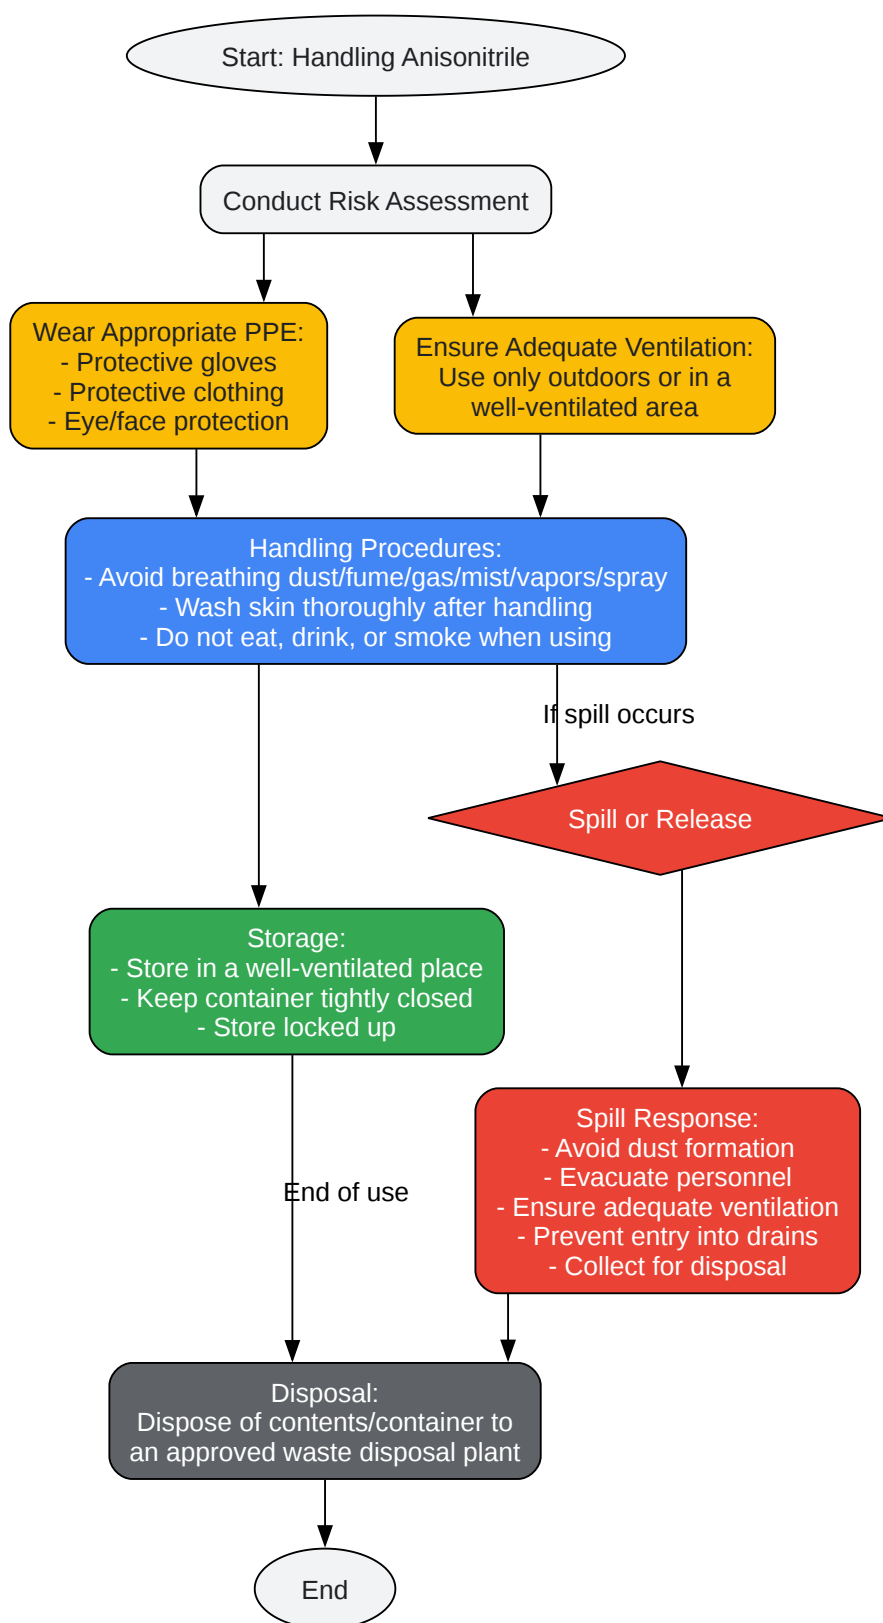 Start: Handling Anisonitrile
Conduct Risk Assessment
Wear Appropriate PPE:
- Protective gloves
- Protective clothing
- Eye/face protection
Ensure Adequate Ventilation:
Use only outdoors or in a
well-ventilated area
Handling Procedures:
- Avoid breathing dust/fume/gas/mist/vapors/spray
- Wash skin thoroughly after handling
- Do not eat, drink, or smoke when using
If spill occurs
Spill or Release
Storage:
- Store in a well-ventilated place
- Keep container tightly closed
- Store locked up
Spill Response:
- Avoid dust formation
- Evacuate personnel
- Ensure adequate ventilation
- Prevent entry into drains
- Collect for disposal
End of use
Disposal:
Dispose of contents/container to
an approved waste disposal plant
End